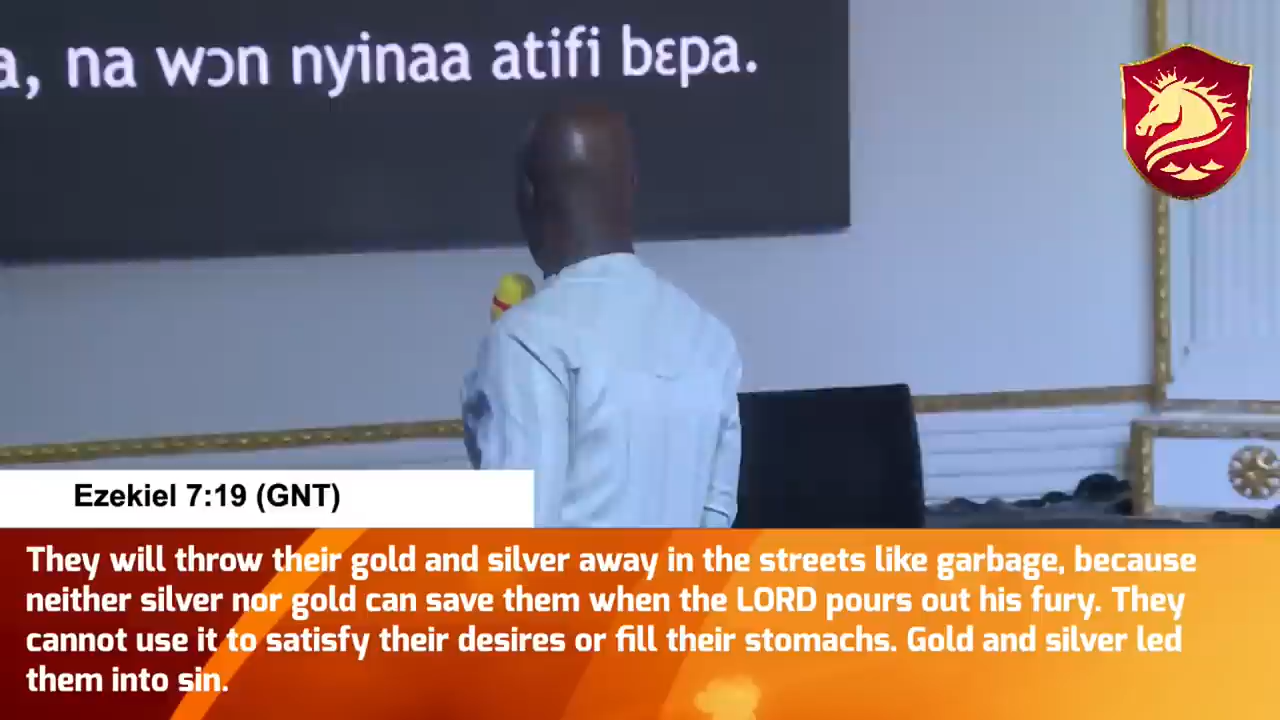 a, na wɔn nyinaa atifi bɛpa.
Ezekiel 7:19 (GNT)
They will throw their gold and silver away in the streets like garbage, because
neither silver nor gold can save them when the LORD pours out his fury. They
cannot use it to satisfy their desires or fill their stomachs. Gold and silver led
them into sin.